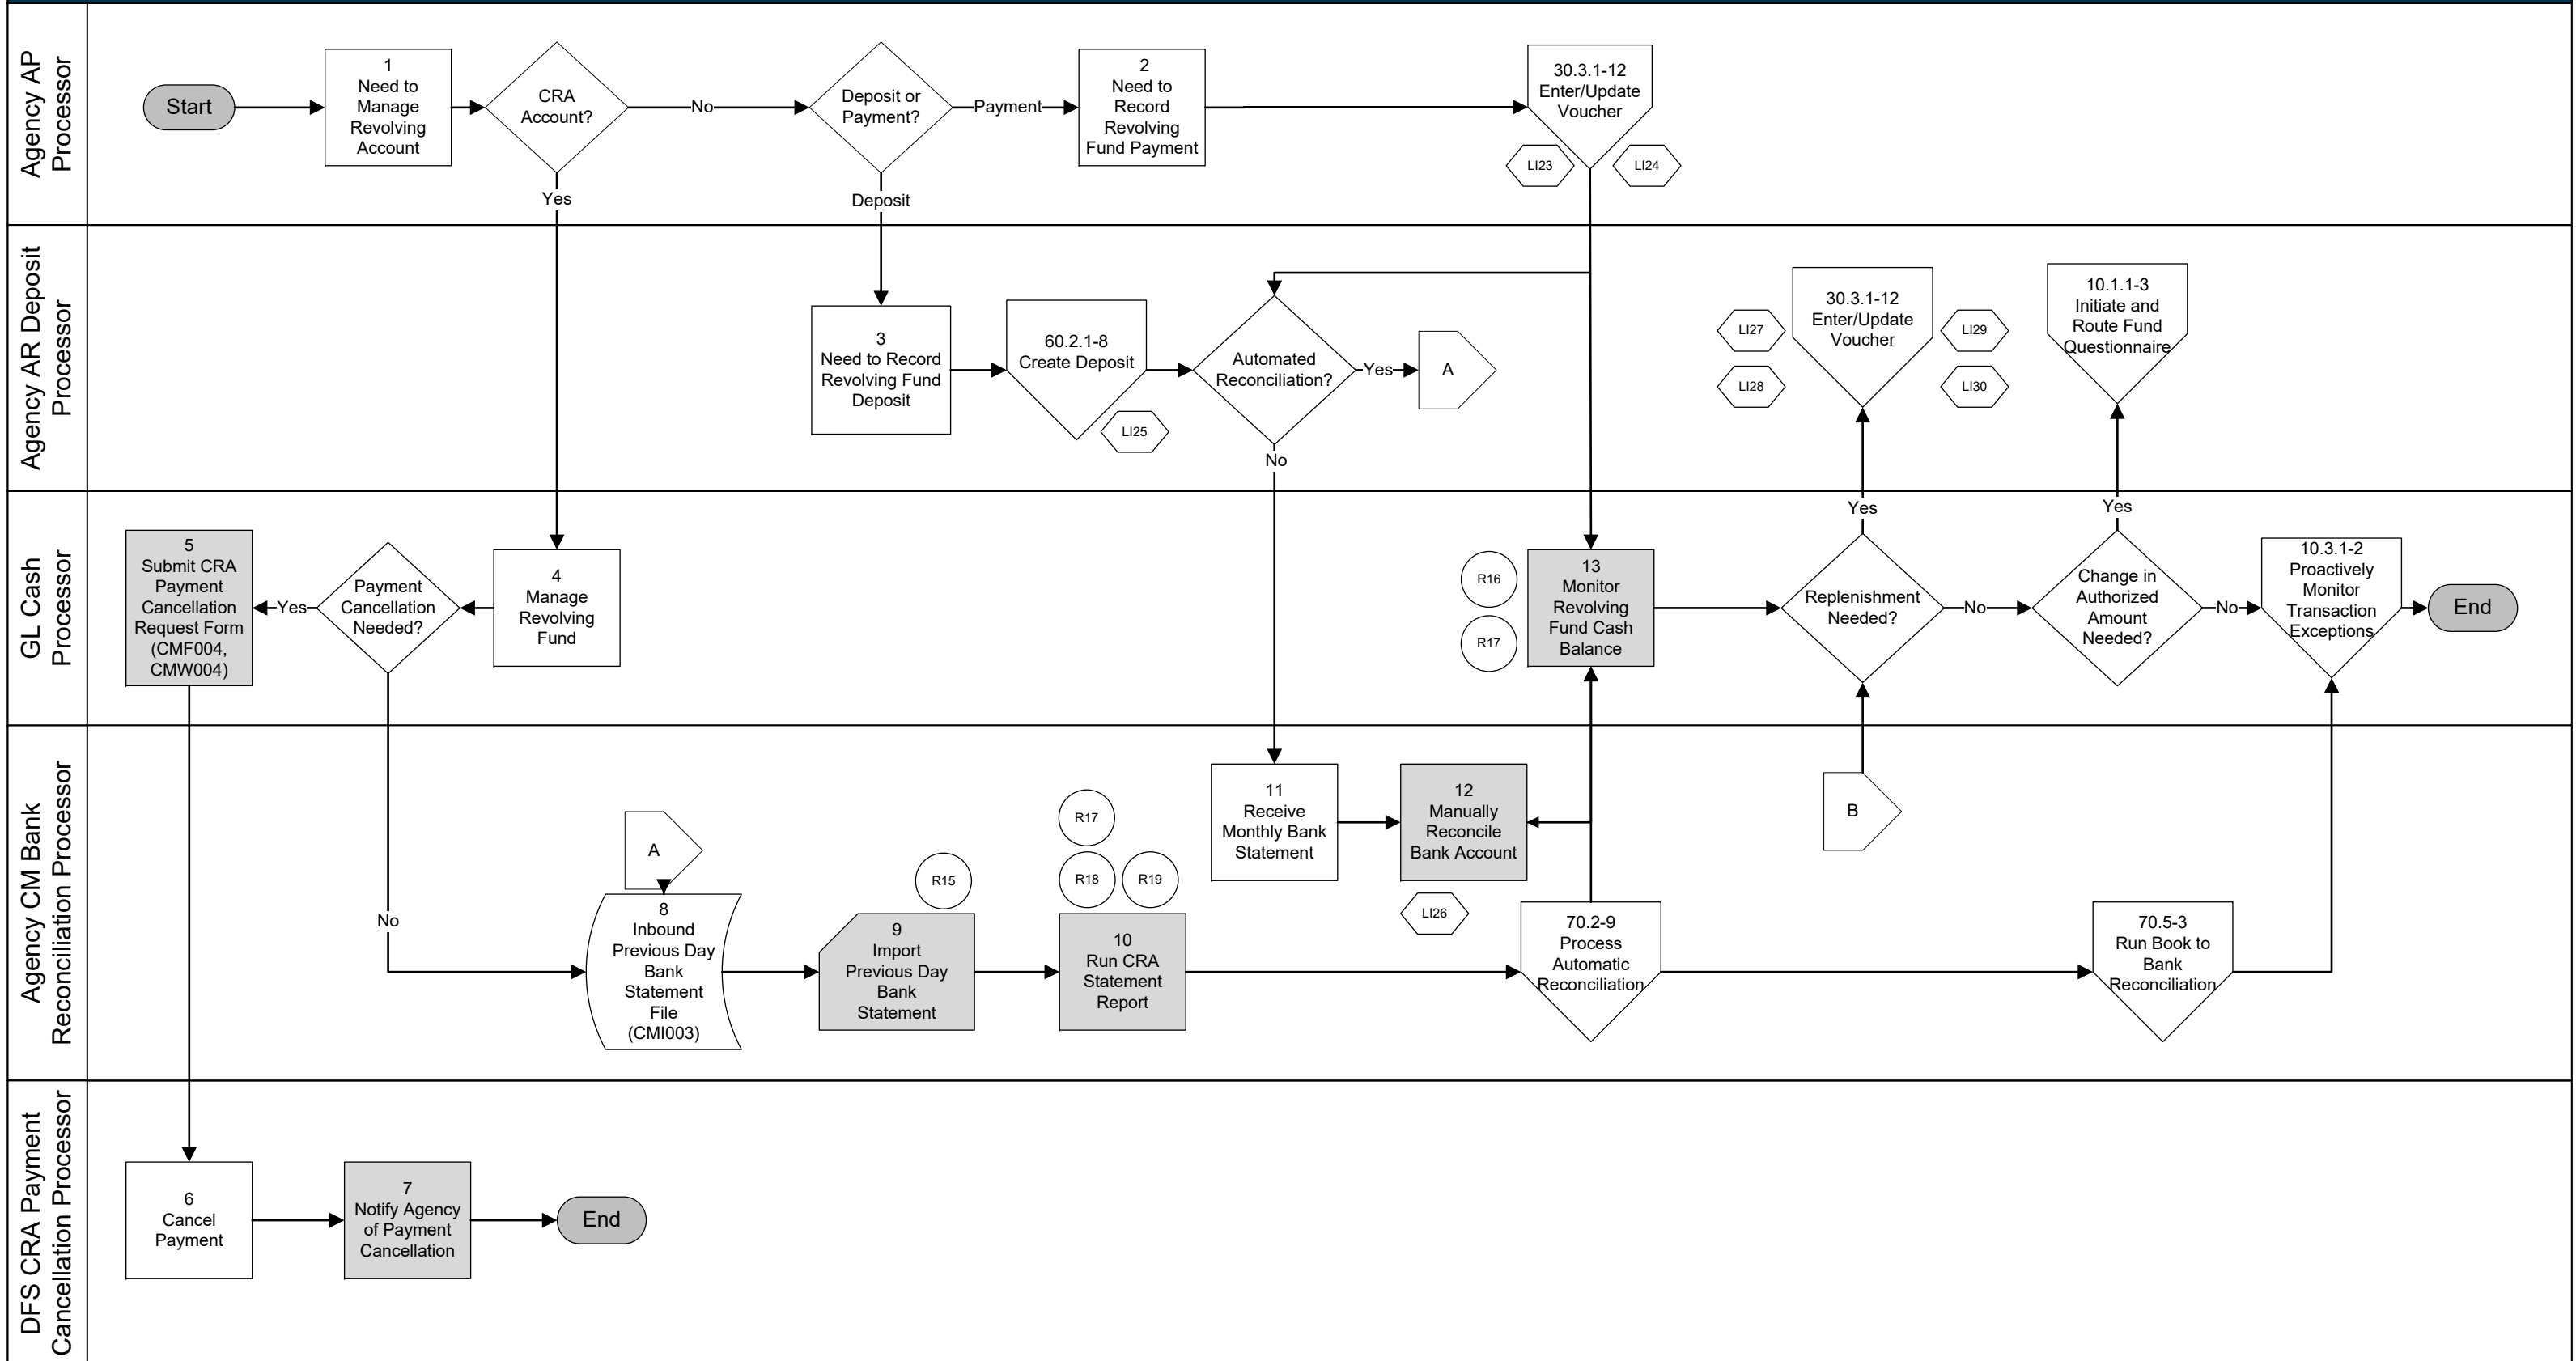 Agency AP
Processor
Start
1
Need to
Manage
Revolving
Account
CRA
Account?
No
Yes
Deposit or
Payment?
Payment
Deposit
2
Need to
Record
Revolving
Fund Payment
30.3.1-12
Enter/Update
Voucher
LI23
LI24
Agency AR Deposit
Processor
3
Need to Record
Revolving Fund
Deposit
60.2.1-8
Create Deposit
LI25
Automated
Reconciliation?
Yes
A
No
LI27
LI28
30.3.1-12
Enter/Update
Voucher
LI29
LI30
10.1.1-3
Initiate and
Route Fund
Questionnaire
GL Cash
Processor
5
Submit CRA
Payment
Cancellation
Request Form
(CMF004,
CMW004)
Yes
Payment
Cancellation
Needed?
4
Manage
Revolving
Fund
R16
R17
13
Monitor
Revolving
Fund Cash
Balance
Yes
Replenishment
Needed?
No
Yes
Change in
Authorized
Amount
Needed?
No
10.3.1-2
Proactively
Monitor
Transaction
Exceptions
End
Agency CM Bank
Reconciliation Processor
No
A
8
Inbound
Previous Day
Bank
Statement
File
(CMI003)
R15
9
Import
Previous Day
Bank
Statement
R17
R18
R19
10
Run CRA
Statement
Report
11
Receive
Monthly Bank
Statement
12
Manually
Reconcile
Bank Account
LI26
70.2-9
Process
Automatic
Reconciliation
B
70.5-3
Run Book to
Bank
Reconciliation
DFS CRA Payment
Cancellation Processor
6
Cancel
Payment
7
Notify Agency
of Payment
Cancellation
End